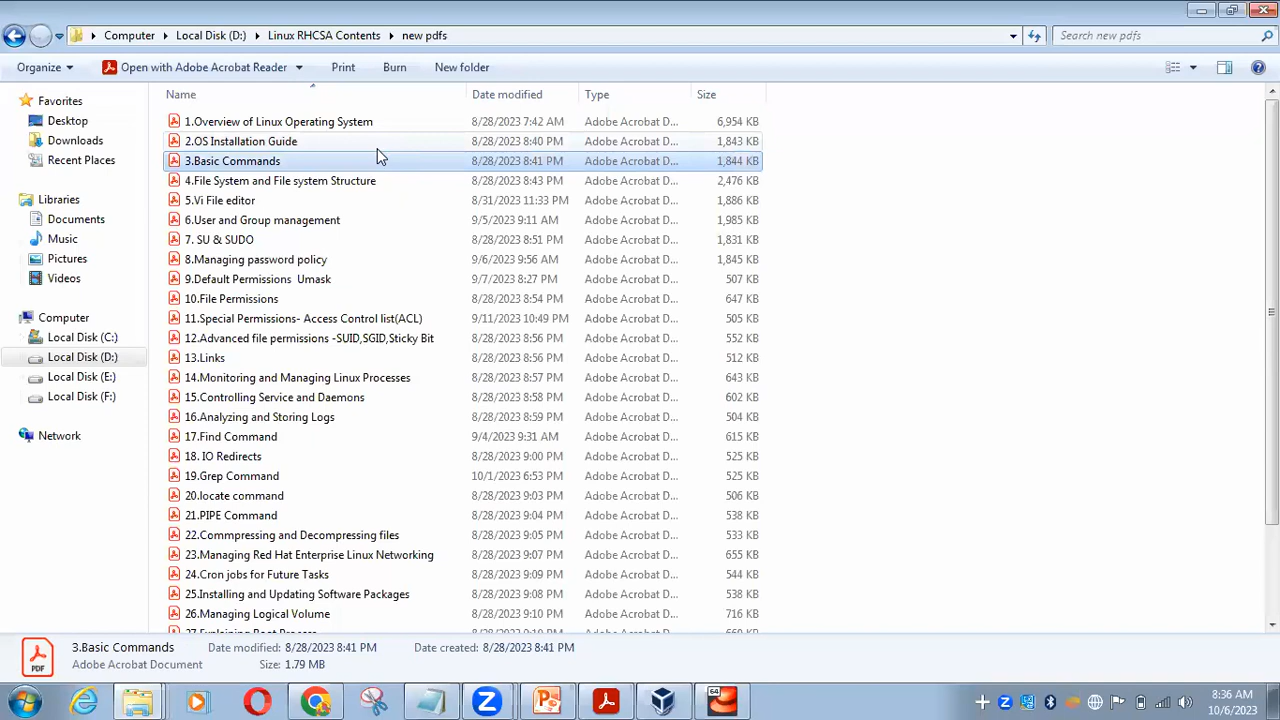 Computer Local Disk (D:) Linux RHCSA Contents new pdfs Search new pdfs
Organize Open with Adobe Acrobat Reader Print Burn New folder
Name Date modified Type Size
Favorites
Desktop
Downloads
Recent Places
Libraries
Documents
Music
Pictures
Videos
Computer
Local Disk (C:)
Local Disk (D:)
Local Disk (E:)
Local Disk (F:)
Network
1.Overview of Linux Operating System 8/28/2023 7:42 AM Adobe Acrobat D... 6,954 KB
2.OS Installation Guide 8/28/2023 8:40 PM Adobe Acrobat D... 1,843 KB
3.Basic Commands 8/28/2023 8:41 PM Adobe Acrobat D... 1,844 KB
4.File System and File system Structure 8/28/2023 8:43 PM Adobe Acrobat D... 2,476 KB
5.Vi File editor 8/31/2023 11:33 PM Adobe Acrobat D... 1,886 KB
6.User and Group management 9/5/2023 9:11 AM Adobe Acrobat D... 1,985 KB
7. SU & SUDO 8/28/2023 8:51 PM Adobe Acrobat D... 1,831 KB
8.Managing password policy 9/6/2023 9:56 AM Adobe Acrobat D... 1,845 KB
9.Default Permissions Umask 9/7/2023 8:27 PM Adobe Acrobat D... 507 KB
10.File Permissions 8/28/2023 8:54 PM Adobe Acrobat D... 647 KB
11.Special Permissions- Access Control list(ACL) 9/11/2023 10:49 PM Adobe Acrobat D... 505 KB
12.Advanced file permissions -SUID,SGID,Sticky Bit 8/28/2023 8:56 PM Adobe Acrobat D... 552 KB
13.Links 8/28/2023 8:56 PM Adobe Acrobat D... 512 KB
14.Monitoring and Managing Linux Processes 8/28/2023 8:57 PM Adobe Acrobat D... 643 KB
15.Controlling Service and Daemons 8/28/2023 8:58 PM Adobe Acrobat D... 602 KB
16.Analyzing and Storing Logs 8/28/2023 8:59 PM Adobe Acrobat D... 504 KB
17.Find Command 9/4/2023 9:31 AM Adobe Acrobat D... 615 KB
18. IO Redirects 8/28/2023 9:00 PM Adobe Acrobat D... 525 KB
19.Grep Command 10/1/2023 6:53 PM Adobe Acrobat D... 525 KB
20.locate command 8/28/2023 9:03 PM Adobe Acrobat D... 506 KB
21.PIPE Command 8/28/2023 9:04 PM Adobe Acrobat D... 538 KB
22.Commpressing and Decompressing files 8/28/2023 9:05 PM Adobe Acrobat D... 533 KB
23.Managing Red Hat Enterprise Linux Networking 8/28/2023 9:07 PM Adobe Acrobat D... 655 KB
24.Cron jobs for Future Tasks 8/28/2023 9:09 PM Adobe Acrobat D... 544 KB
25.Installing and Updating Software Packages 8/28/2023 9:08 PM Adobe Acrobat D... 538 KB
26.Managing Logical Volume 8/28/2023 9:10 PM Adobe Acrobat D... 716 KB
3.Basic Commands Date modified: 8/28/2023 8:41 PM Date created: 8/28/2023 8:41 PM
Adobe Acrobat Document Size: 1.79 MB
PDF
64
8:36 AM
10/6/2023